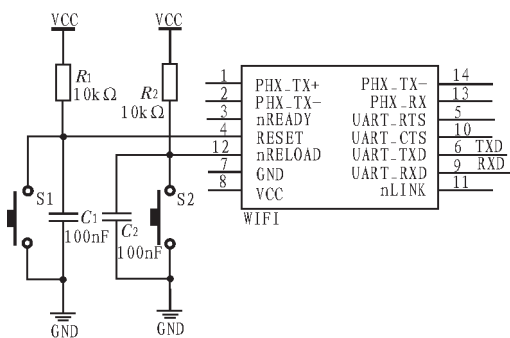 VCC
VCC
R1
10kΩ
R2
10kΩ
S1
C1
100nF
C2
100nF
S2
GND
GND
1 PHX_TX+
2 PHX_TX-
3 nREADY
4 RESET
12 nRELOAD
7 GND
8 VCC
PHX_TX- 14
PHX_RX 13
UART_RTS 5
UART_CTS 10
UART_TXD 6 TXD
UART_RXD 9 RXD
nLINK 11
WIFI